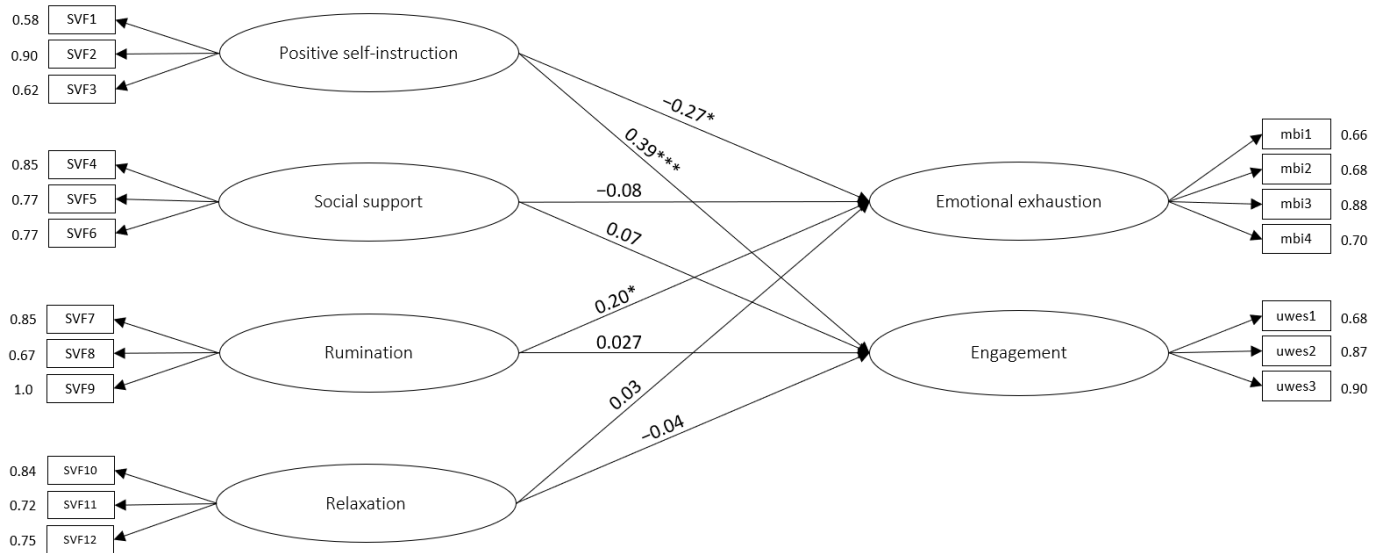 0.58 SVF1
0.90 SVF2
0.62 SVF3
Positive self-instruction
0.85 SVF4
0.77 SVF5
0.77 SVF6
Social support
0.85 SVF7
0.67 SVF8
1.0 SVF9
Rumination
0.84 SVF10
0.72 SVF11
0.75 SVF12
Relaxation
−0.27*
0.39***
−0.08
0.07
0.20*
0.027
0.03
−0.04
Emotional exhaustion
mbi1 0.66
mbi2 0.68
mbi3 0.88
mbi4 0.70
Engagement
uwes1 0.68
uwes2 0.87
uwes3 0.90